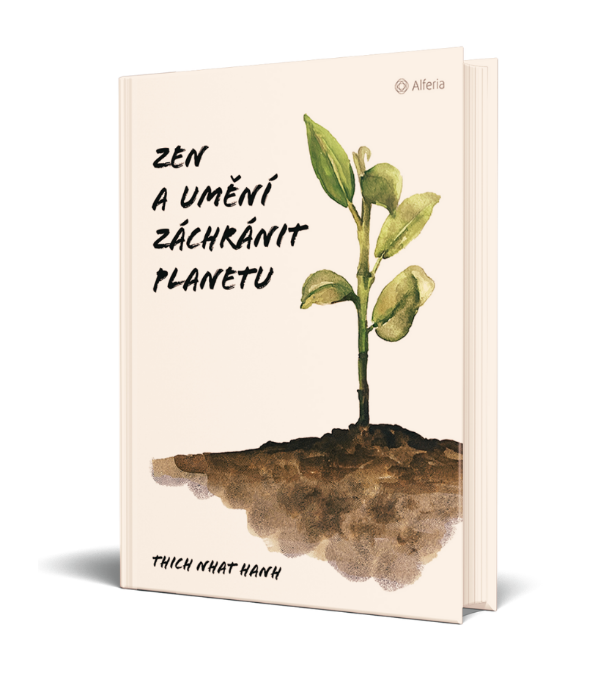 Alferia
ZEN
A UMĚNÍ
ZÁCHRÁNIT
PLANETU
THICH NHAT HANH